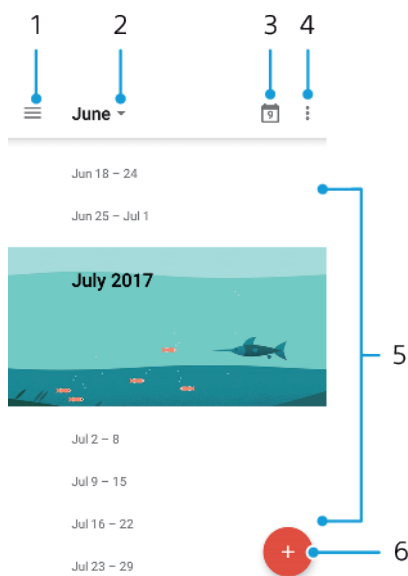 1 2 3 4
June 9
Jun 18 – 24
Jun 25 – Jul 1
July 2017
5
Jul 2 – 8
Jul 9 – 15
Jul 16 – 22
6
Jul 23 – 29